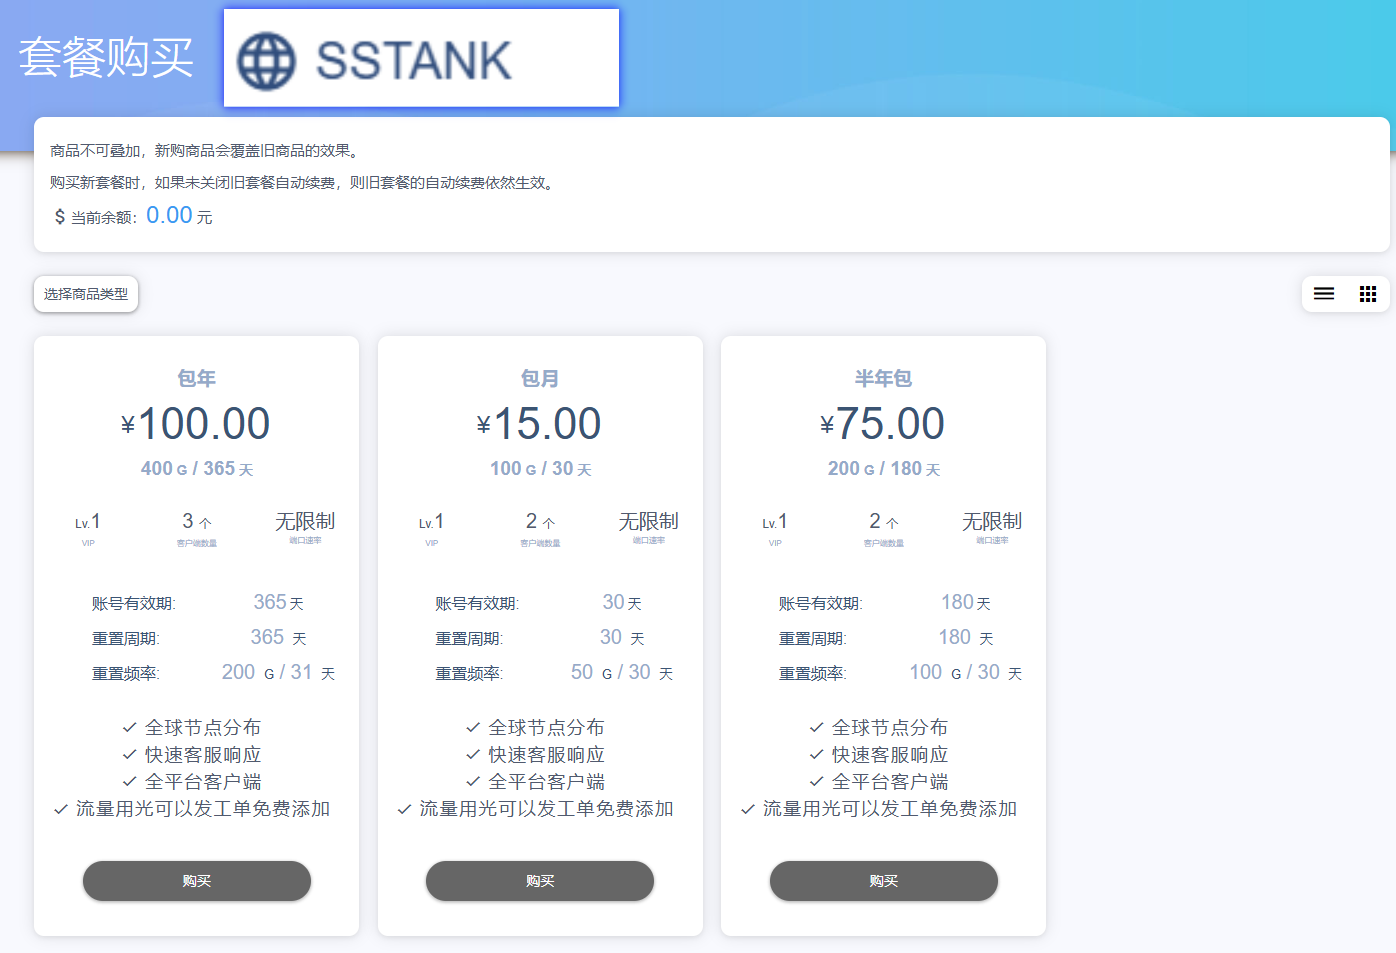 套餐购买
SSTANK
商品不可叠加，新购商品会覆盖旧商品的效果。
购买新套餐时，如果未关闭旧套餐自动续费，则旧套餐的自动续费依然生效。
$ 当前余额：0.00 元
选择商品类型
包年
¥100.00
400 G / 365 天
Lv.1 3 个 无限制
VIP 客户端数量 端口速率
账号有效期: 365 天
重置周期: 365 天
重置频率: 200 G / 31 天
✓ 全球节点分布
✓ 快速客服响应
✓ 全平台客户端
✓ 流量用光可以发工单免费添加
购买
包月
¥15.00
100 G / 30 天
Lv.1 2 个 无限制
VIP 客户端数量 端口速率
账号有效期: 30 天
重置周期: 30 天
重置频率: 50 G / 30 天
✓ 全球节点分布
✓ 快速客服响应
✓ 全平台客户端
✓ 流量用光可以发工单免费添加
购买
半年包
¥75.00
200 G / 180 天
Lv.1 2 个 无限制
VIP 客户端数量 端口速率
账号有效期: 180 天
重置周期: 180 天
重置频率: 100 G / 30 天
✓ 全球节点分布
✓ 快速客服响应
✓ 全平台客户端
✓ 流量用光可以发工单免费添加
购买